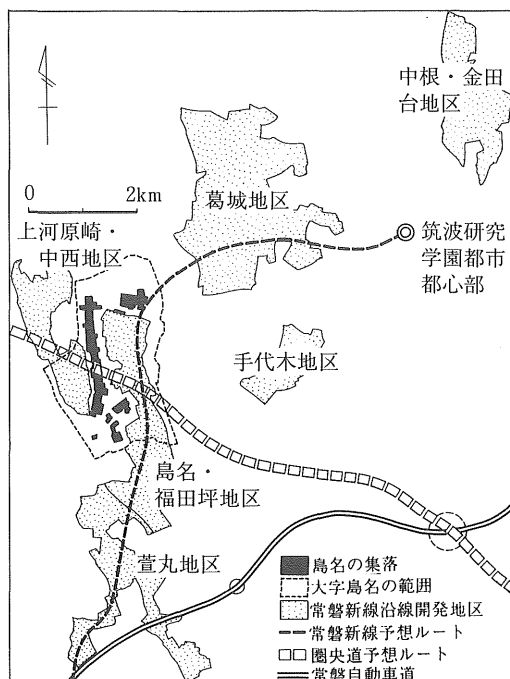 中根・金田
台地区
葛城地区
0 2km
上河原崎・
中西地区
筑波研究
学園都市
都心部
手代木地区
島名・
福田坪地区
萱丸地区
島名の集落
大字島名の範囲
常磐新線沿線開発地区
常磐新線予想ルート
圏央道予想ルート
常磐自動車道